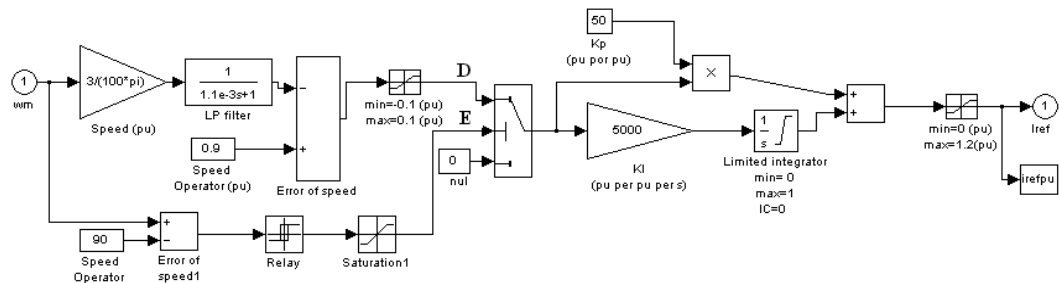 1
wm
3/(100*pi)
Speed (pu)
1
1.1e-3s+1
LP filter
0.9
Speed
Operator (pu)
−
+
Error of speed
min=-0.1 (pu)
max=0.1 (pu)
D
E
0
nul
50
Kp
(pu por pu)
×
5000
KI
(pu per pu per s)
1
s
Limited integrator
min= 0
max=1
IC=0
+
+
min=0 (pu)
max=1.2(pu)
1
Iref
irefpu
90
Speed
Operator
+
−
Error of
speed1
Relay
Saturation1